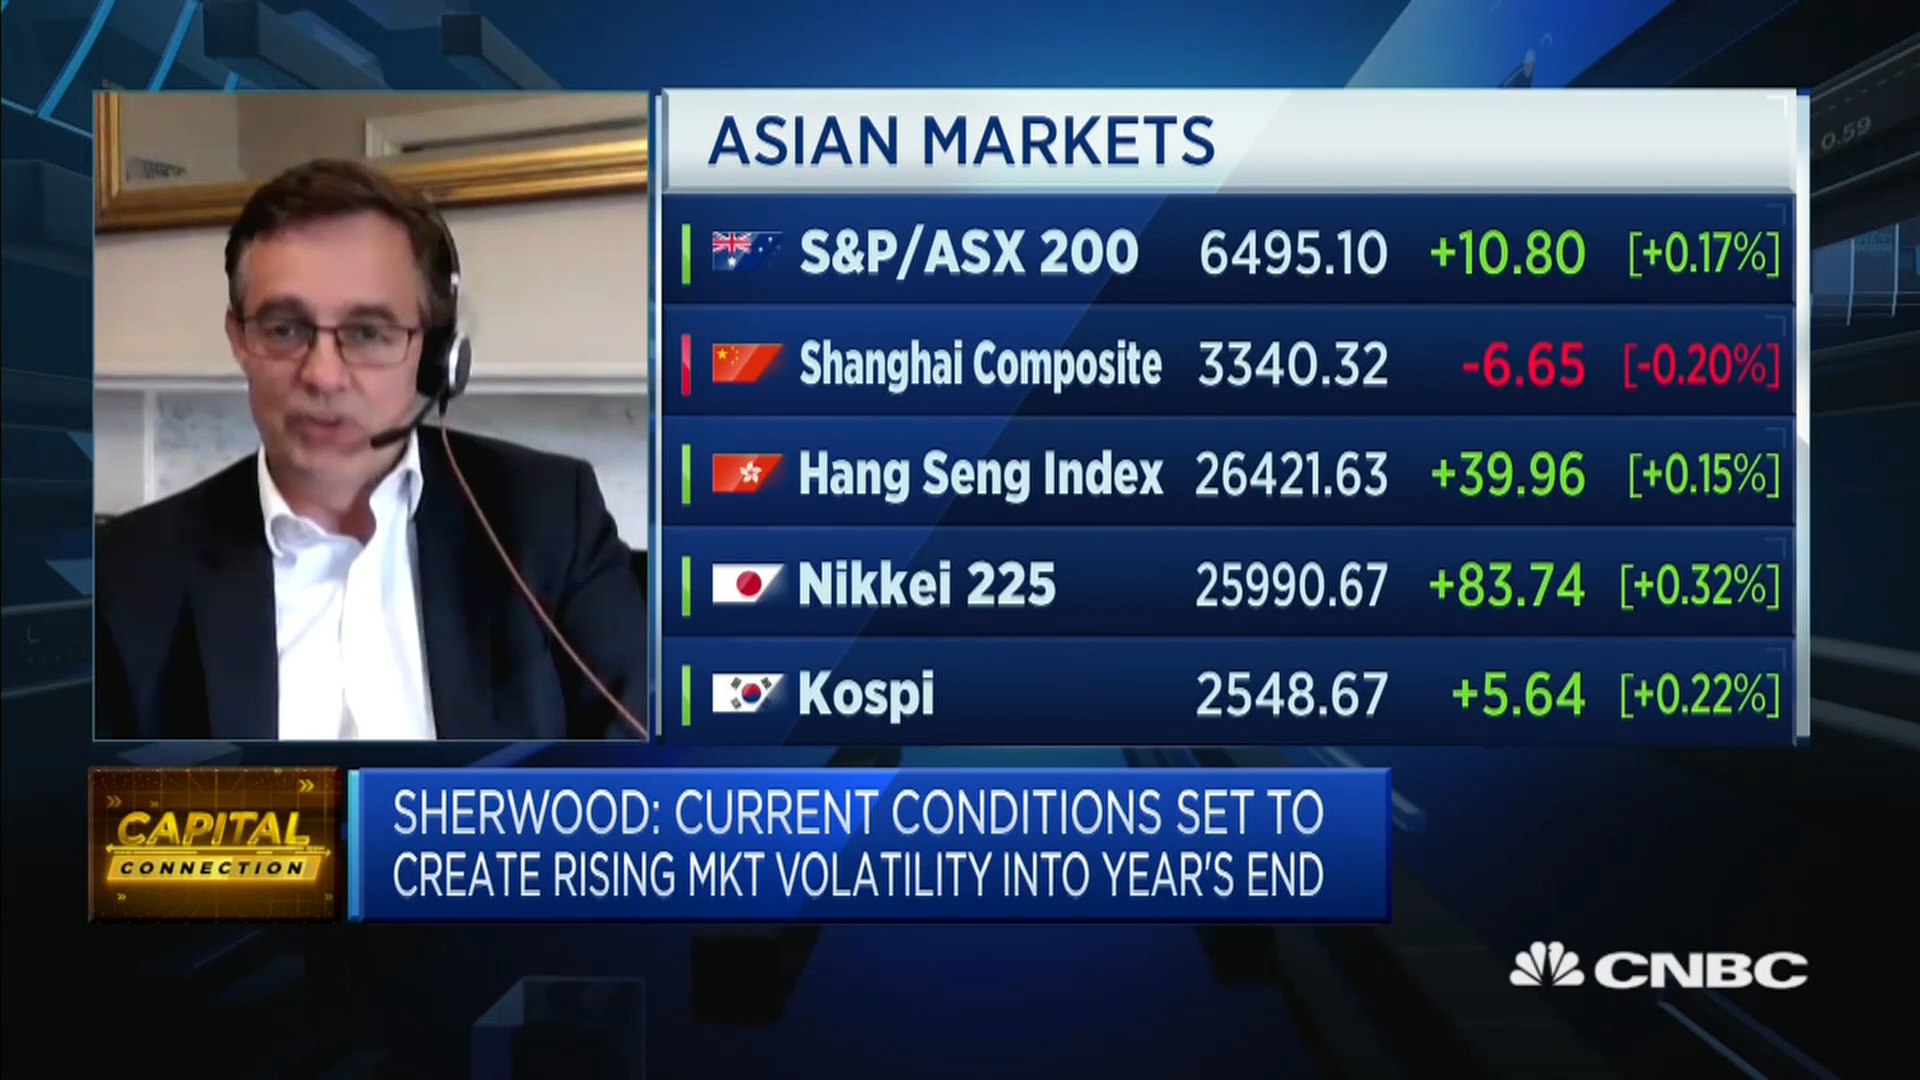 ASIAN MARKETS
S&P/ASX 200 6495.10 +10.80 [+0.17%]
Shanghai Composite 3340.32 -6.65 [-0.20%]
Hang Seng Index 26421.63 +39.96 [+0.15%]
Nikkei 225 25990.67 +83.74 [+0.32%]
Kospi 2548.67 +5.64 [+0.22%]
0.59
CAPITAL
CONNECTION
SHERWOOD: CURRENT CONDITIONS SET TO
CREATE RISING MKT VOLATILITY INTO YEAR'S END
CNBC